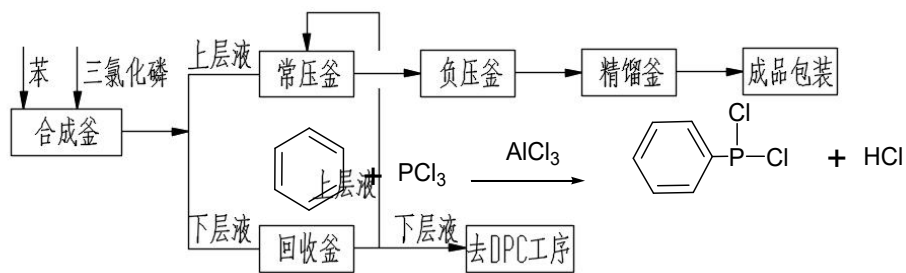 苯
三氯化磷
合成釜
上层液
常压釜
负压釜
精馏釜
成品包装
+ PCl3
AlCl3
Cl
P
Cl
+ HCl
上层液
下层液
回收釜
下层液
去DPC工序